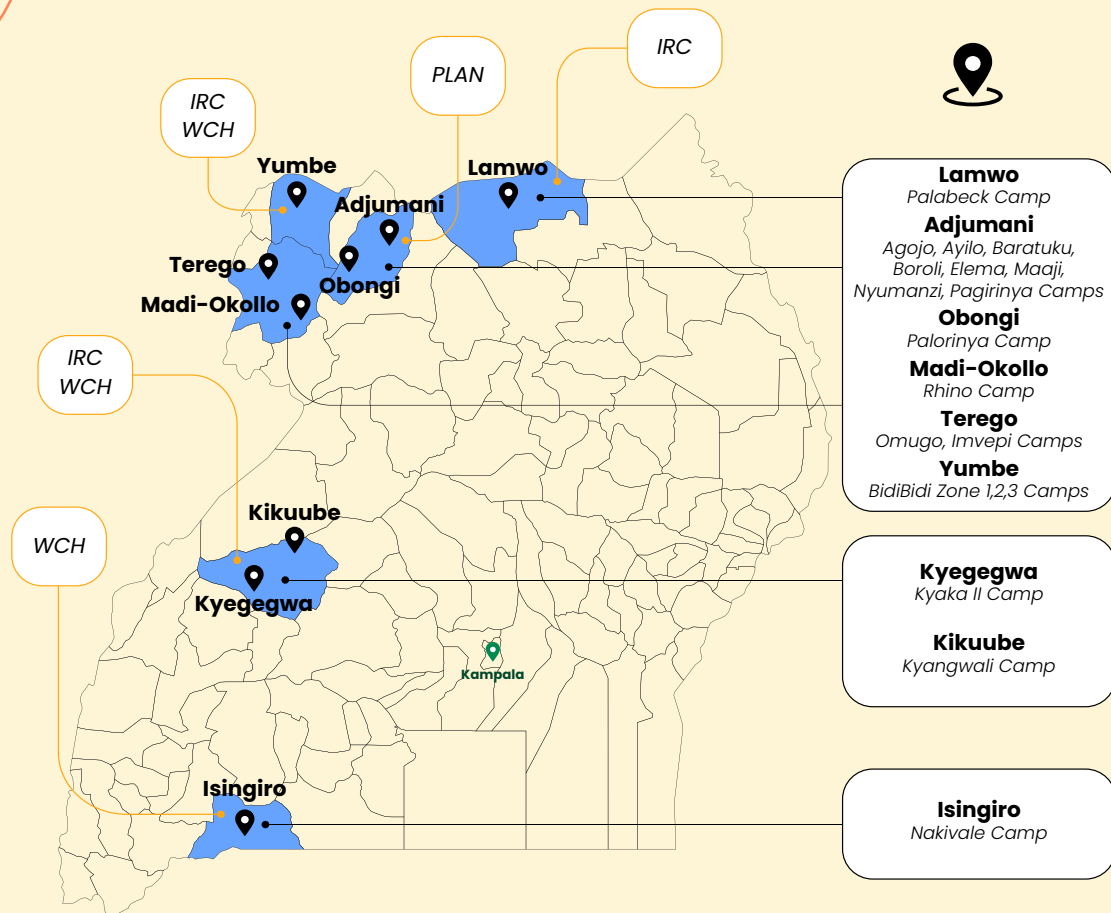 IRC
PLAN
IRC
WCH
Yumbe
Lamwo
Adjumani
Terego
Obongi
Madi-Okollo
IRC
WCH
Kikuube
WCH
Kyegegwa
Kampala
Isingiro
Lamwo
Palabeck Camp
Adjumani
Agojo, Ayilo, Baratuku,
Boroli, Elema, Maaji,
Nyumanzi, Pagirinya Camps
Obongi
Palorinya Camp
Madi-Okollo
Rhino Camp
Terego
Omugo, Imvepi Camps
Yumbe
BidiBidi Zone 1,2,3 Camps
Kyegegwa
Kyaka II Camp
Kikuube
Kyangwali Camp
Isingiro
Nakivale Camp